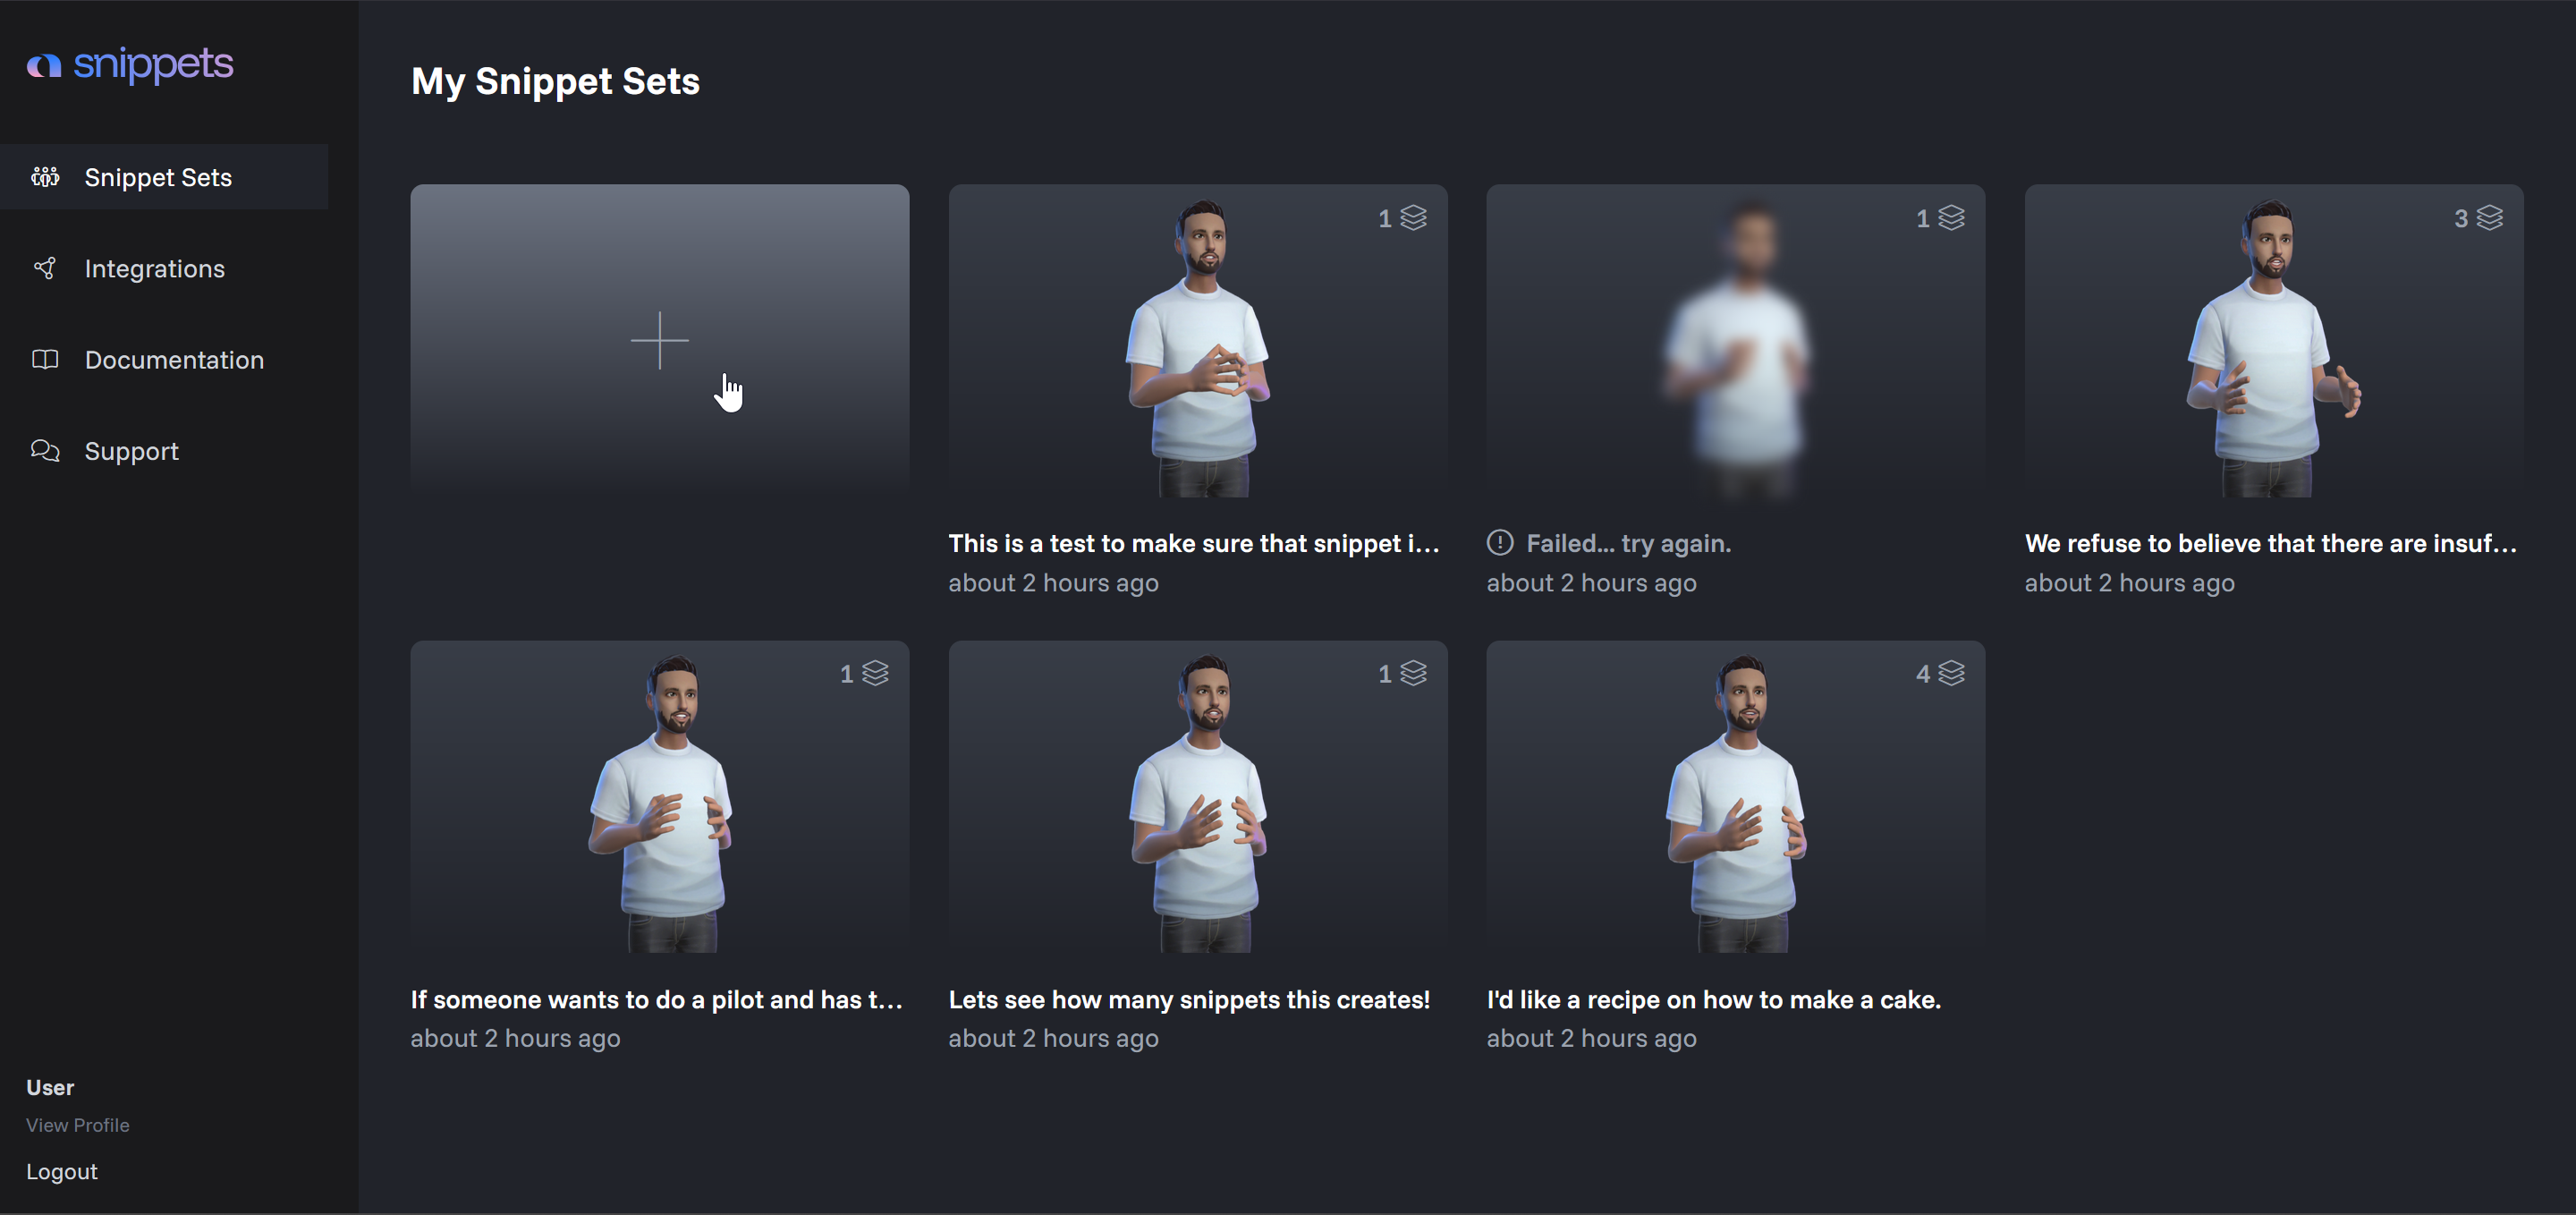 snippets
Snippet Sets
Integrations
Documentation
Support
User
View Profile
Logout
My Snippet Sets
1
1
3
This is a test to make sure that snippet i...
about 2 hours ago
Failed... try again.
about 2 hours ago
We refuse to believe that there are insuf...
about 2 hours ago
1
1
4
If someone wants to do a pilot and has t...
about 2 hours ago
Lets see how many snippets this creates!
about 2 hours ago
I'd like a recipe on how to make a cake.
about 2 hours ago